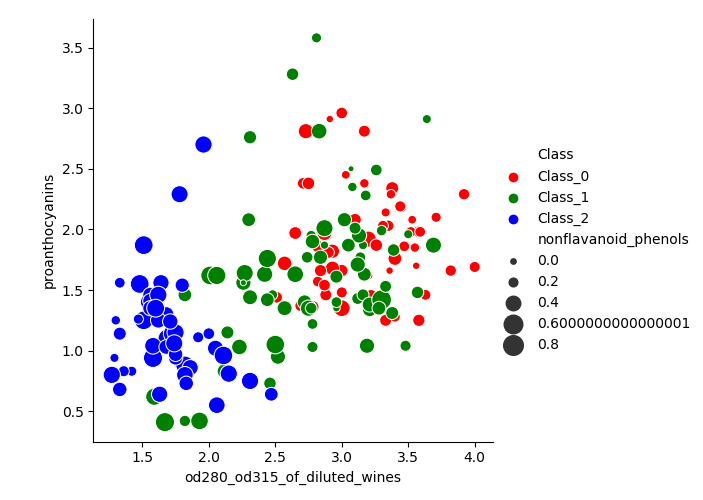 3.5
3.0
2.5
2.0
1.5
1.0
0.5
proanthocyanins
1.5
2.0
2.5
3.0
3.5
4.0
od280_od315_of_diluted_wines
Class
Class_0
Class_1
Class_2
nonflavanoid_phenols
0.0
0.2
0.4
0.6000000000000001
0.8